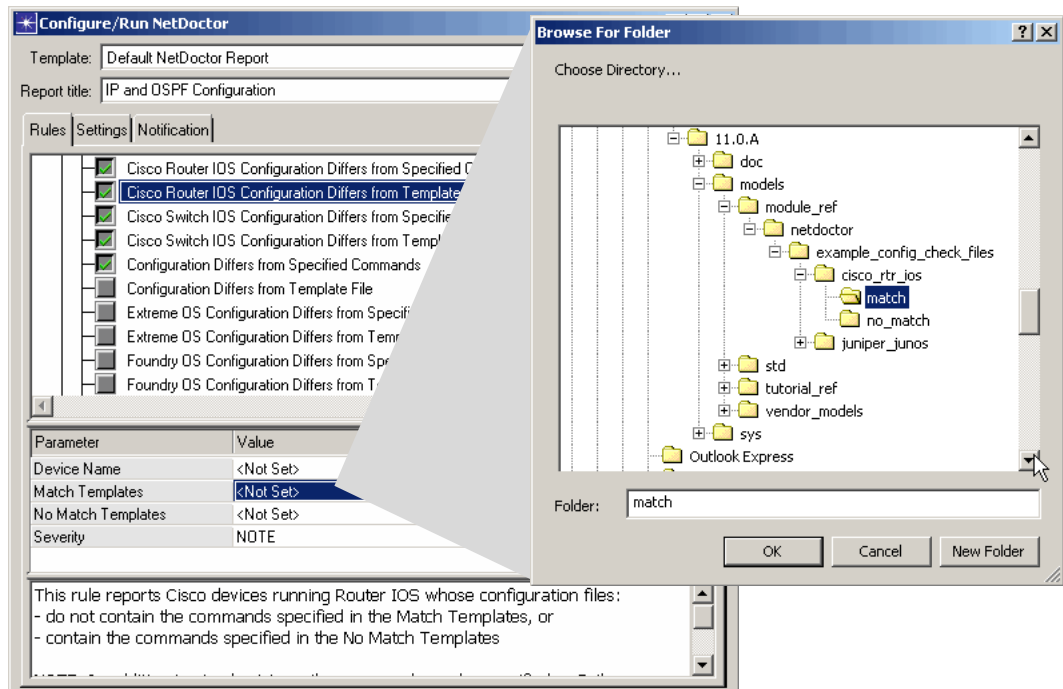 Configure/Run NetDoctor
Template: Default NetDoctor Report
Report title: IP and OSPF Configuration
Rules Settings Notification
Cisco Router IOS Configuration Differs from Specified
Cisco Router IOS Configuration Differs from Template
Cisco Switch IOS Configuration Differs from Specifie
Cisco Switch IOS Configuration Differs from Templ
Configuration Differs from Specified Commands
Configuration Differs from Template File
Extreme OS Configuration Differs from Specifi
Extreme OS Configuration Differs from Tem
Foundry OS Configuration Differs from Spe
Foundry OS Configuration Differs from T
Parameter Value
Device Name <Not Set>
Match Templates <Not Set>
No Match Templates <Not Set>
Severity NOTE
This rule reports Cisco devices running Router IOS whose configuration files:
- do not contain the commands specified in the Match Templates, or
- contain the commands specified in the No Match Templates
Browse For Folder
Choose Directory...
11.0.A
doc
models
module_ref
netdoctor
example_config_check_files
cisco_rtr_ios
match
no_match
juniper_junos
std
tutorial_ref
vendor_models
sys
Outlook Express
Folder: match
OK Cancel New Folder